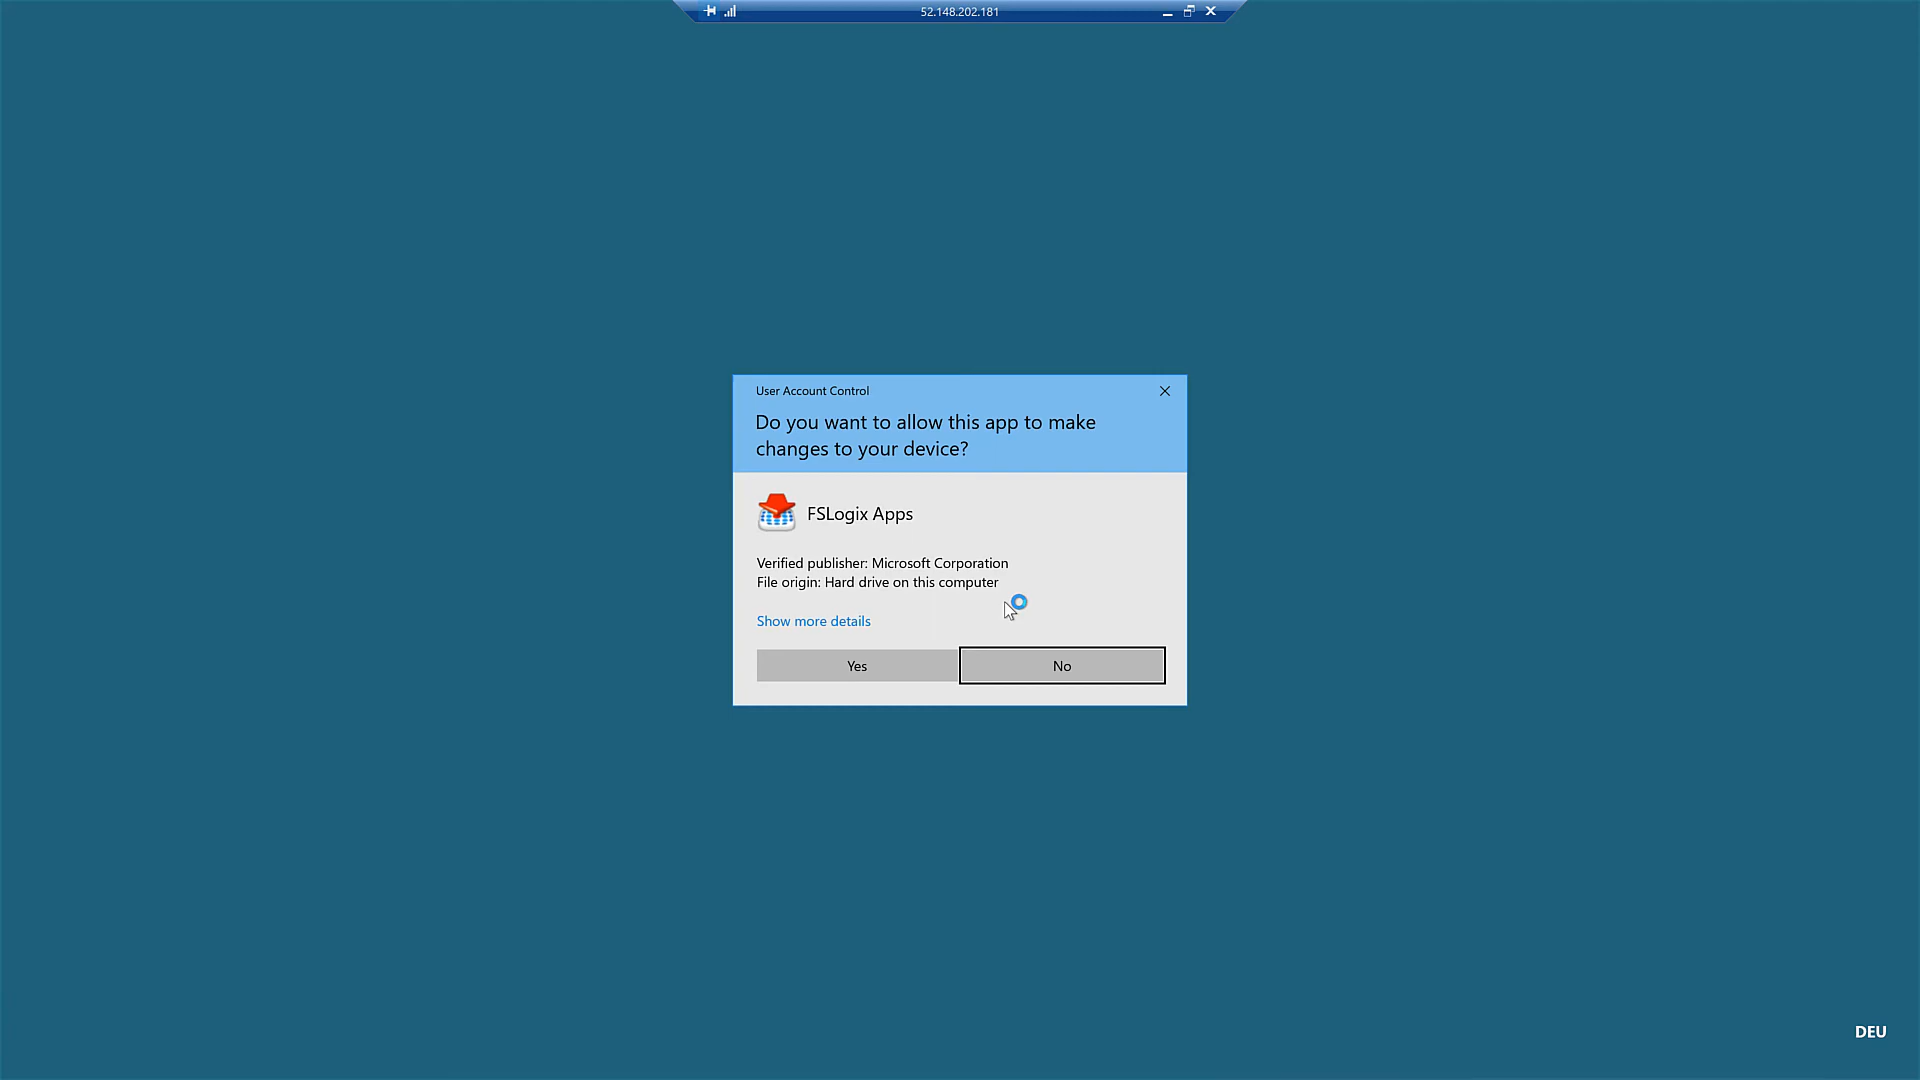 52.148.202.181
User Account Control
Do you want to allow this app to make
changes to your device?
FSLogix Apps
Verified publisher: Microsoft Corporation
File origin: Hard drive on this computer
Show more details
Yes
No
DEU